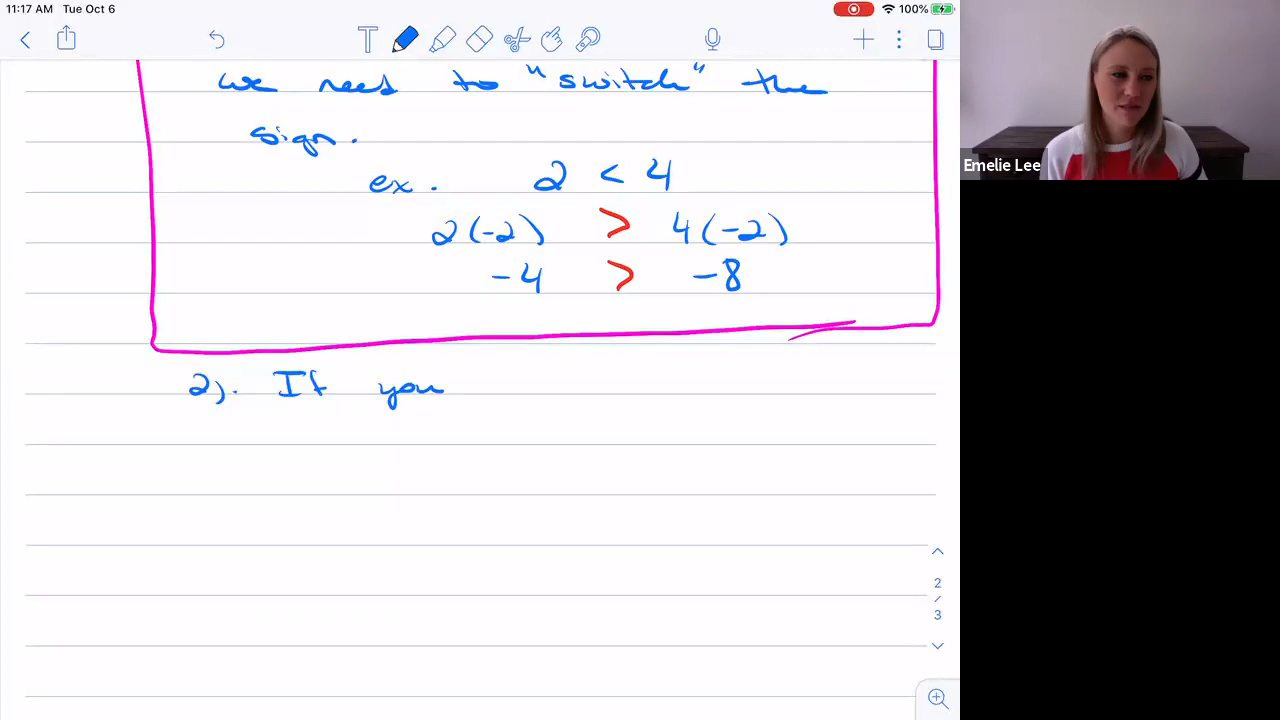 11:17 AM Tue Oct 6
100%
we need to "switch" the
sign.
ex. 2 < 4
2(-2) > 4(-2)
-4 > -8
2). If you
Emelie Lee
2
/
3